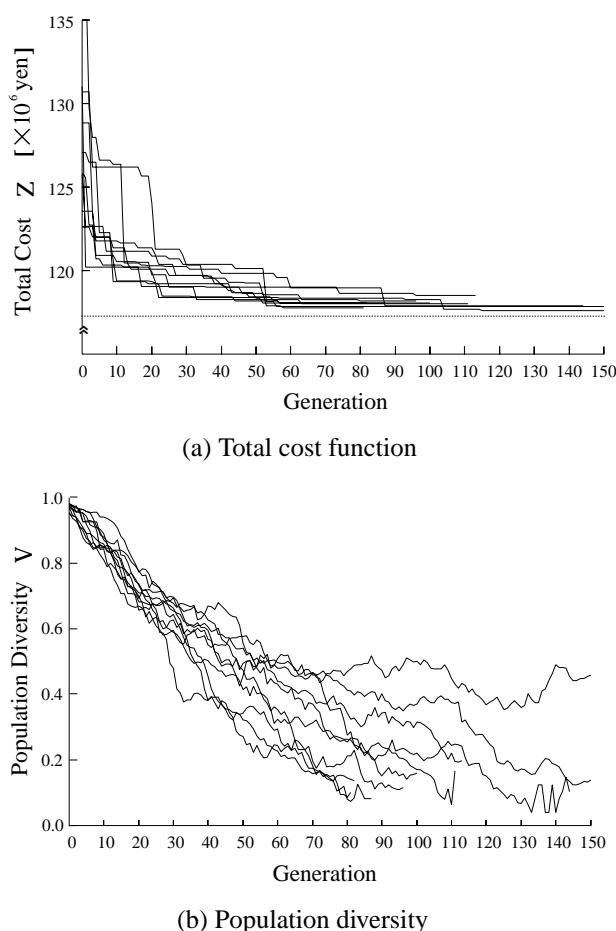 135
130
125
120
Total Cost Z [×10⁶ yen]
0 10 20 30 40 50 60 70 80 90 100 110 120 130 140 150
Generation
(a) Total cost function
1.0
0.8
0.6
0.4
0.2
0.0
Population Diversity V
0 10 20 30 40 50 60 70 80 90 100 110 120 130 140 150
Generation
(b) Population diversity